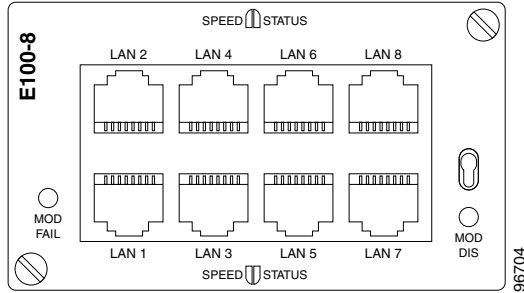 SPEED STATUS
E100-8
LAN 2 LAN 4 LAN 6 LAN 8
MOD
FAIL
MOD
DIS
LAN 1 LAN 3 LAN 5 LAN 7
SPEED STATUS
96704